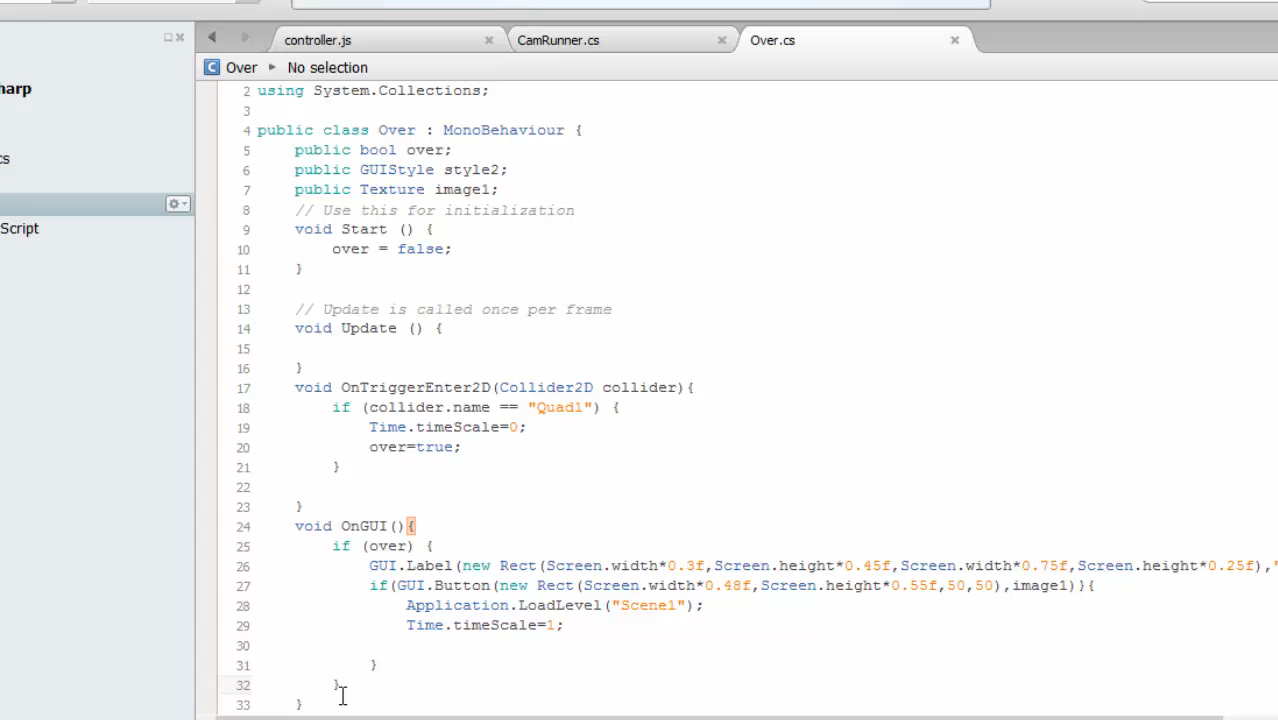 controller.js
CamRunner.cs
Over.cs
Over
No selection
harp
cs
Script
2 using System.Collections;
3
4 public class Over : MonoBehaviour {
5 public bool over;
6 public GUIStyle style2;
7 public Texture image1;
8 // Use this for initialization
9 void Start () {
10 over = false;
11 }
12
13 // Update is called once per frame
14 void Update () {
15
16 }
17 void OnTriggerEnter2D(Collider2D collider){
18 if (collider.name == "Quad1") {
19 Time.timeScale=0;
20 over=true;
21 }
22
23 }
24 void OnGUI(){
25 if (over) {
26 GUI.Label(new Rect(Screen.width*0.3f,Screen.height*0.45f,Screen.width*0.75f,Screen.height*0.25f),"
27 if(GUI.Button(new Rect(Screen.width*0.48f,Screen.height*0.55f,50,50),image1)){
28 Application.LoadLevel("Scene1");
29 Time.timeScale=1;
30
31 }
32 }
33 }